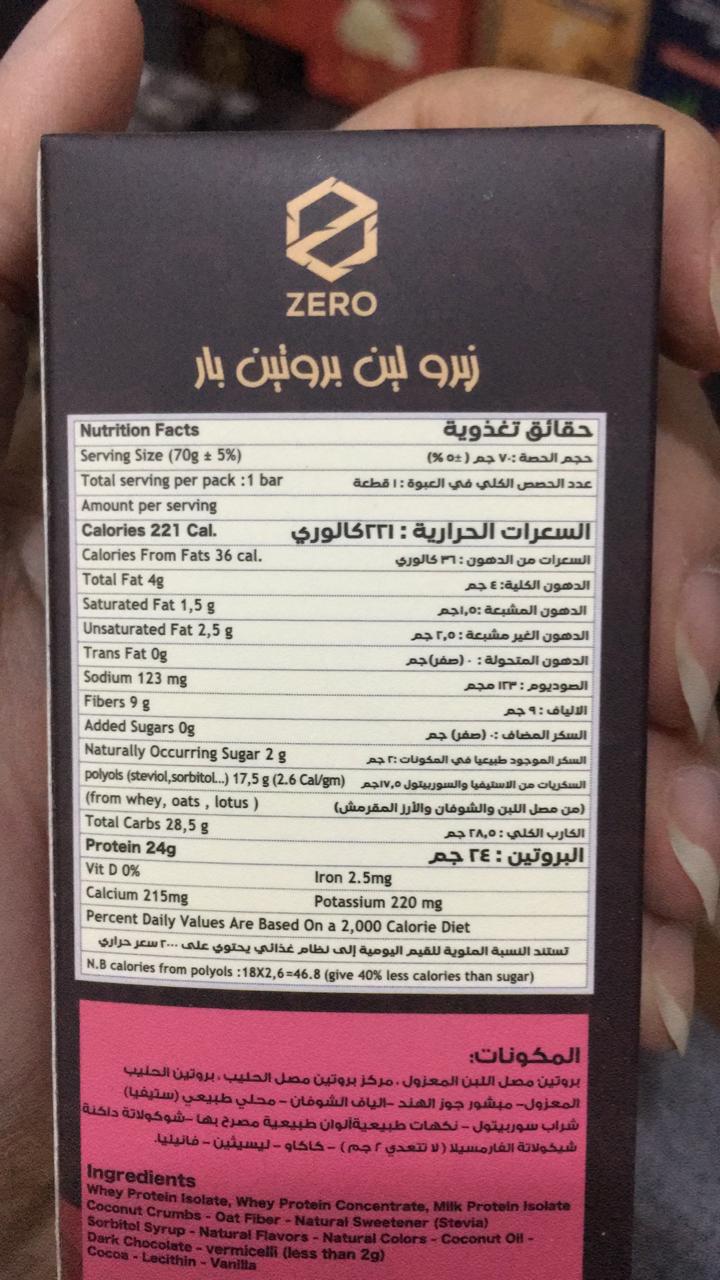 ZERO
زيرو لين بروتين بار
Nutrition Facts حقائق تغذوية
Serving Size (70g ± 5%) حجم الحصة :٧٠ جم (±٥ %)
Total serving per pack :1 bar عدد الحصص الكلي في العبوة : ١ قطعة
Amount per serving
Calories 221 Cal. السعرات الحرارية : ٢٢١كالوري
Calories From Fats 36 cal. السعرات من الدهون : ٣٦ كالوري
Total Fat 4g الدهون الكلية: ٤ جم
Saturated Fat 1,5 g الدهون المشبعة :١,٥جم
Unsaturated Fat 2,5 g الدهون الغير مشبعة : ٢,٥ جم
Trans Fat 0g الدهون المتحولة : ٠ (صفر)جم
Sodium 123 mg الصوديوم : ١٢٣ مجم
Fibers 9 g الالياف : ٩ جم
Added Sugars 0g السكر المضاف :٠ (صفر) جم
Naturally Occurring Sugar 2 g السكر الموجود طبيعيا في المكونات :٢ جم
polyols (steviol,sorbitol...) 17,5 g (2.6 Cal/gm) السكريات من الاستيفيا والسوربيتول ١٧,٥جم
(from whey, oats , lotus ) (من مصل اللبن والشوفان والأرز المقرمش)
Total Carbs 28,5 g الكارب الكلي : ٢٨,٥ جم
Protein 24g البروتين : ٢٤ جم
Vit D 0% Iron 2.5mg
Calcium 215mg Potassium 220 mg
Percent Daily Values Are Based On a 2,000 Calorie Diet
تستند النسبة المئوية للقيم اليومية إلى نظام غذائي يحتوي على ٢٠٠٠ سعر حراري
N.B calories from polyols :18X2,6=46.8 (give 40% less calories than sugar)
المكونات:
بروتين مصل اللبن المعزول ، مركز بروتين مصل الحليب ، بروتين الحليب
المعزول- مبشور جوز الهند -الياف الشوفان - محلي طبيعي (ستيفيا)
شراب سوربيتول - نكهات طبيعيةألوان طبيعية مصرح بها -شوكولاتة داكنة
شيكولاتة الفارمسيلا ( لا تتعدي ٢ جم ) - كاكاو - ليسيثين - فانيليا.
Ingredients
Whey Protein Isolate, Whey Protein Concentrate, Milk Protein Isolate
Coconut Crumbs - Oat Fiber - Natural Sweetener (Stevia)
Sorbitol Syrup - Natural Flavors - Natural Colors - Coconut Oil -
Dark Chocolate - vermicelli (less than 2g)
Cocoa - Lecithin - Vanilla